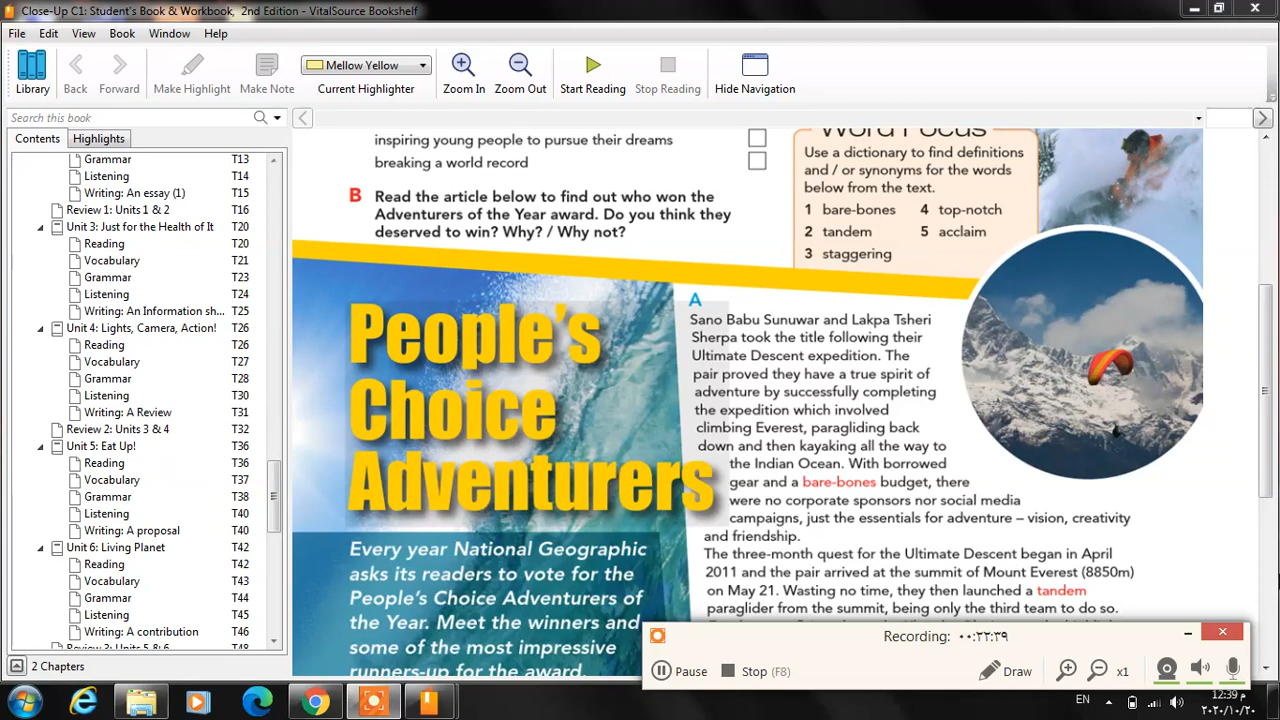 Close-Up C1: Student's Book & Workbook, 2nd Edition - VitalSource Bookshelf
File Edit View Book Window Help
Library Back Forward Make Highlight Make Note Mellow Yellow Current Highlighter Zoom In Zoom Out Start Reading Stop Reading Hide Navigation
Search this book
Contents Highlights
Grammar T13
Listening T14
Writing: An essay (1) T15
Review 1: Units 1 & 2 T16
Unit 3: Just for the Health of It T20
Reading T20
Vocabulary T21
Grammar T23
Listening T24
Writing: An Information sh... T25
Unit 4: Lights, Camera, Action! T26
Reading T26
Vocabulary T27
Grammar T28
Listening T30
Writing: A Review T31
Review 2: Units 3 & 4 T32
Unit 5: Eat Up! T36
Reading T36
Vocabulary T37
Grammar T38
Listening T40
Writing: A proposal T41
Unit 6: Living Planet T42
Reading T42
Vocabulary T43
Grammar T44
Listening T45
Writing: A contribution T46
Review 3: Units 5 & 6 T48
2 Chapters
inspiring young people to pursue their dreams
breaking a world record
B Read the article below to find out who won the
Adventurers of the Year award. Do you think they
deserved to win? Why? / Why not?
Word Focus
Use a dictionary to find definitions
and / or synonyms for the words
below from the text.
1 bare-bones 4 top-notch
2 tandem 5 acclaim
3 staggering
People's
Choice
Adventurers
Every year National Geographic
asks its readers to vote for the
People's Choice Adventurers of
the Year. Meet the winners and
some of the most impressive
runners-up for the award.
A
Sano Babu Sunuwar and Lakpa Tsheri
Sherpa took the title following their
Ultimate Descent expedition. The
pair proved they have a true spirit of
adventure by successfully completing
the expedition which involved
climbing Everest, paragliding back
down and then kayaking all the way to
the Indian Ocean. With borrowed
gear and a bare-bones budget, there
were no corporate sponsors nor social media
campaigns, just the essentials for adventure – vision, creativity
and friendship.
The three-month quest for the Ultimate Descent began in April
2011 and the pair arrived at the summit of Mount Everest (8850m)
on May 21. Wasting no time, they then launched a tandem
paraglider from the summit, being only the third team to do so.
Recording: ٠٠:٢٢:٣٩
Pause Stop (F8) Draw x1
EN
12:39 م
٢٠٢٠/١٠/٢٠